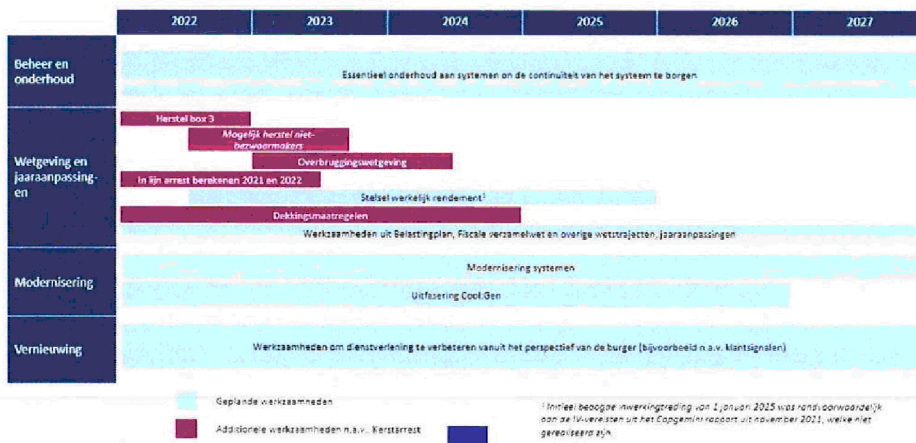 2022 2023 2024 2025 2026 2027
Beheer en
onderhoud
Essentieel onderhoud aan systemen on de continuïteit van het systeem te borgen
Wetgeving en
jaaraanpassing-
en
Herstel box 3
Mogelijk herstel niet-
bezwaarmakers
Overbruggingswetgeving
In lijn arrest berekenen 2021 en 2022
Stelsel werkelijk rendement¹
Dekkingsmaatregelen
Werkzaamheden uit Belastingplan, Fiscale verzamelwet en overige wetstrajecten, jaaraanpassingen
Modernisering
Modernisering systemen
Uitfasering Cool:Gen
Vernieuwing
Werkzaamheden om dienstverlening te verbeteren vanuit het perspectief van de burger (bijvoorbeeld n.a.v. klantsignalen)
Geplande werkzaamheden
Additionele werkzaamheden n.a.v. Kerstarrest
¹ Initieel beoogde inwerkingtreding van 1 januari 2025 was randvoorwaardelijk
aan de IV-vereisten uit het Capgemini rapport uit november 2021, welke niet
gerealiseerd zijn.